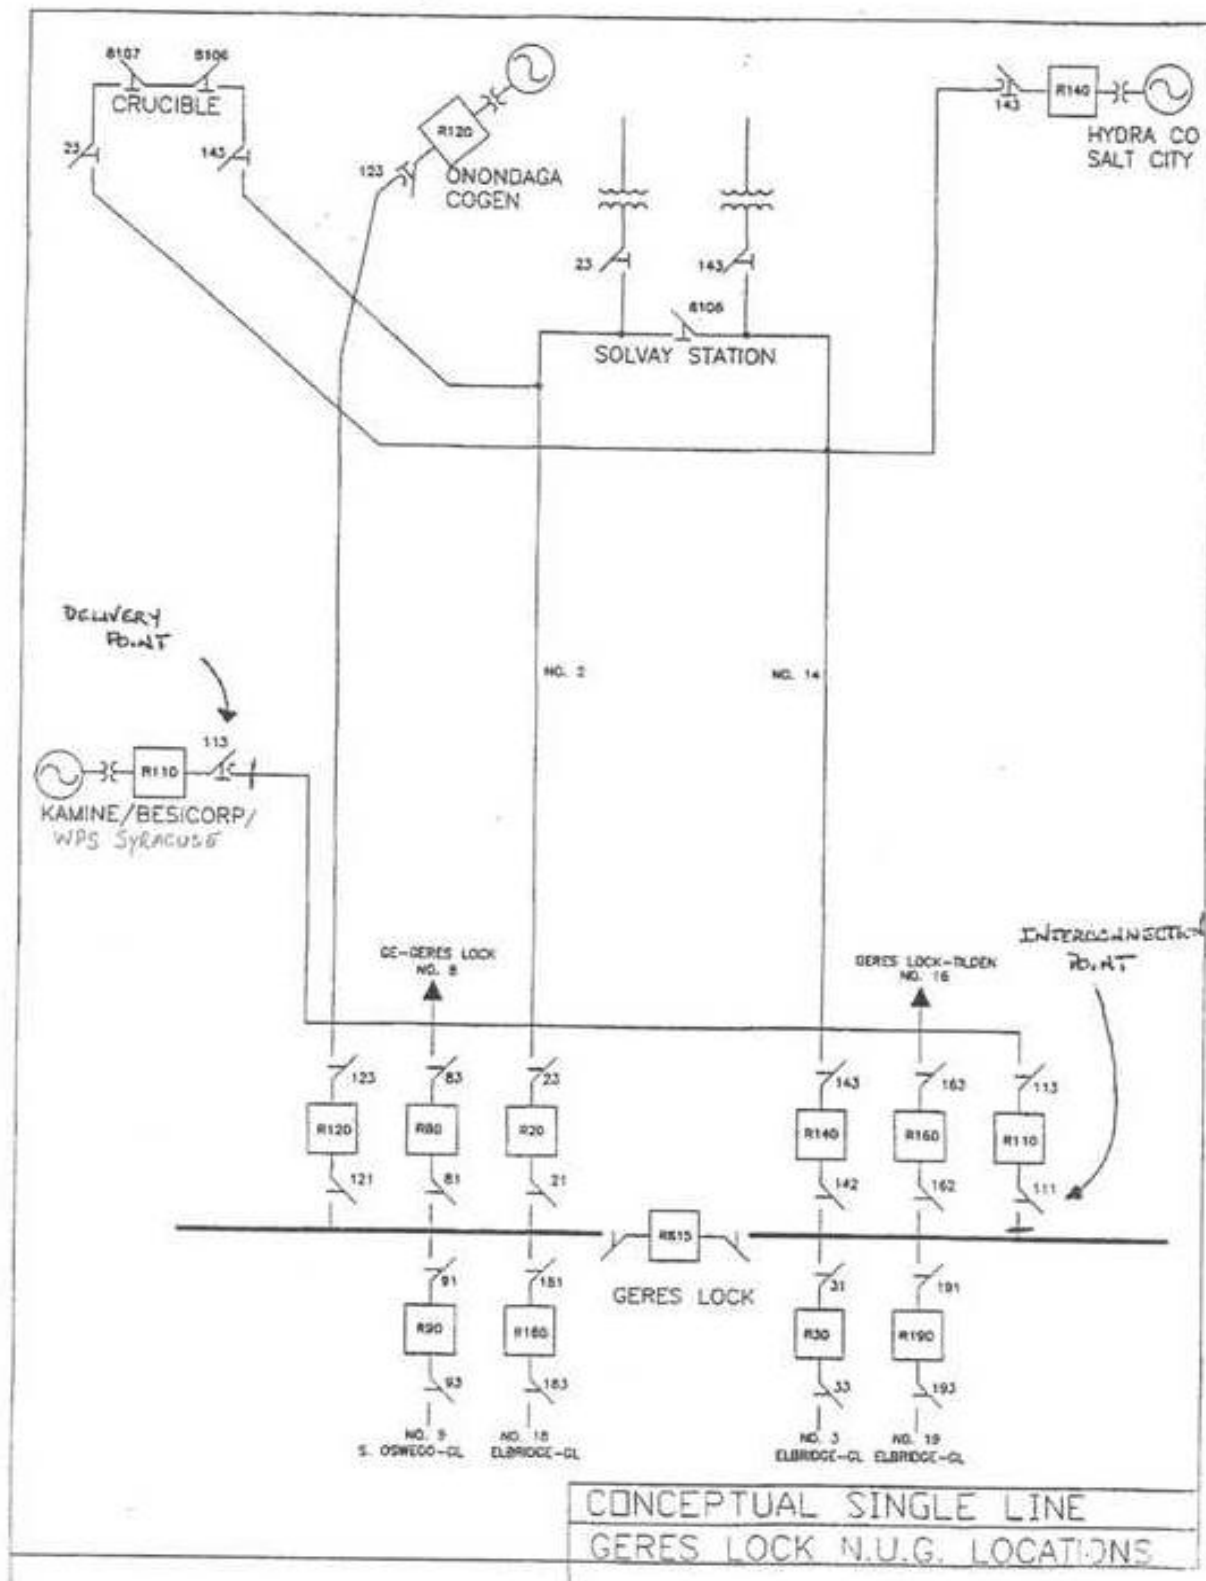 8107 8106
CRUCIBLE
23 143
R120
123
ONONDAGA
COGEN
143 R140
HYDRA CO
SALT CITY
23 143
8108
SOLVAY STATION
DELIVERY
POINT
NO. 2 NO. 14
113
R110
KAMINE/BESICORP/
WPS SYRACUSE
INTERCONNECTION
POINT
GE-GERES LOCK
NO. 8
GERES LOCK-TILDEN
NO. 16
123 83 23 143 163 113
R120 R80 R20 R140 R160 R110
121 81 21 142 162 111
R815
GERES LOCK
91 181 31 191
R90 R180 R30 R190
93 183 33 193
NO. 9 NO. 18 NO. 3 NO. 19
S. OSWEGO-GL ELBRIDGE-GL ELBRIDGE-GL ELBRIDGE-GL
CONCEPTUAL SINGLE LINE
GERES LOCK N.U.G. LOCATIONS